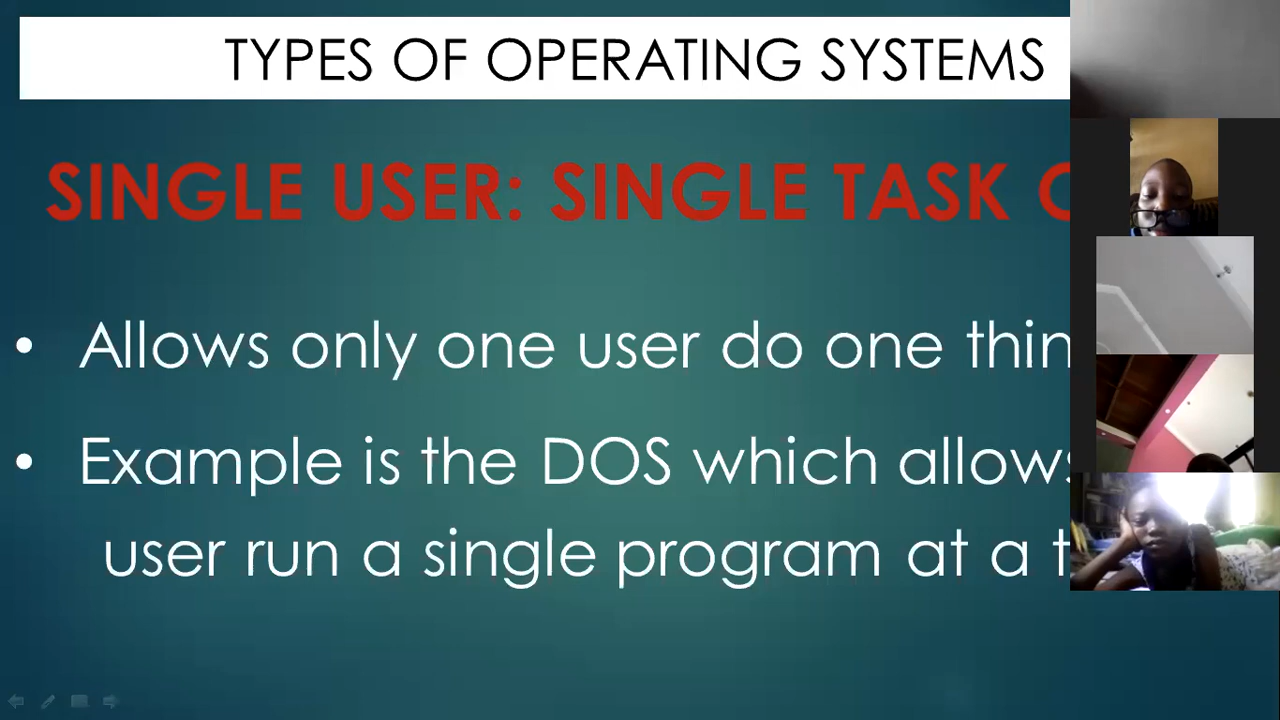 TYPES OF OPERATING SYSTEMS
SINGLE USER: SINGLE TASK
• Allows only one user do one
• Example is the DOS which allows
user run a single program at a